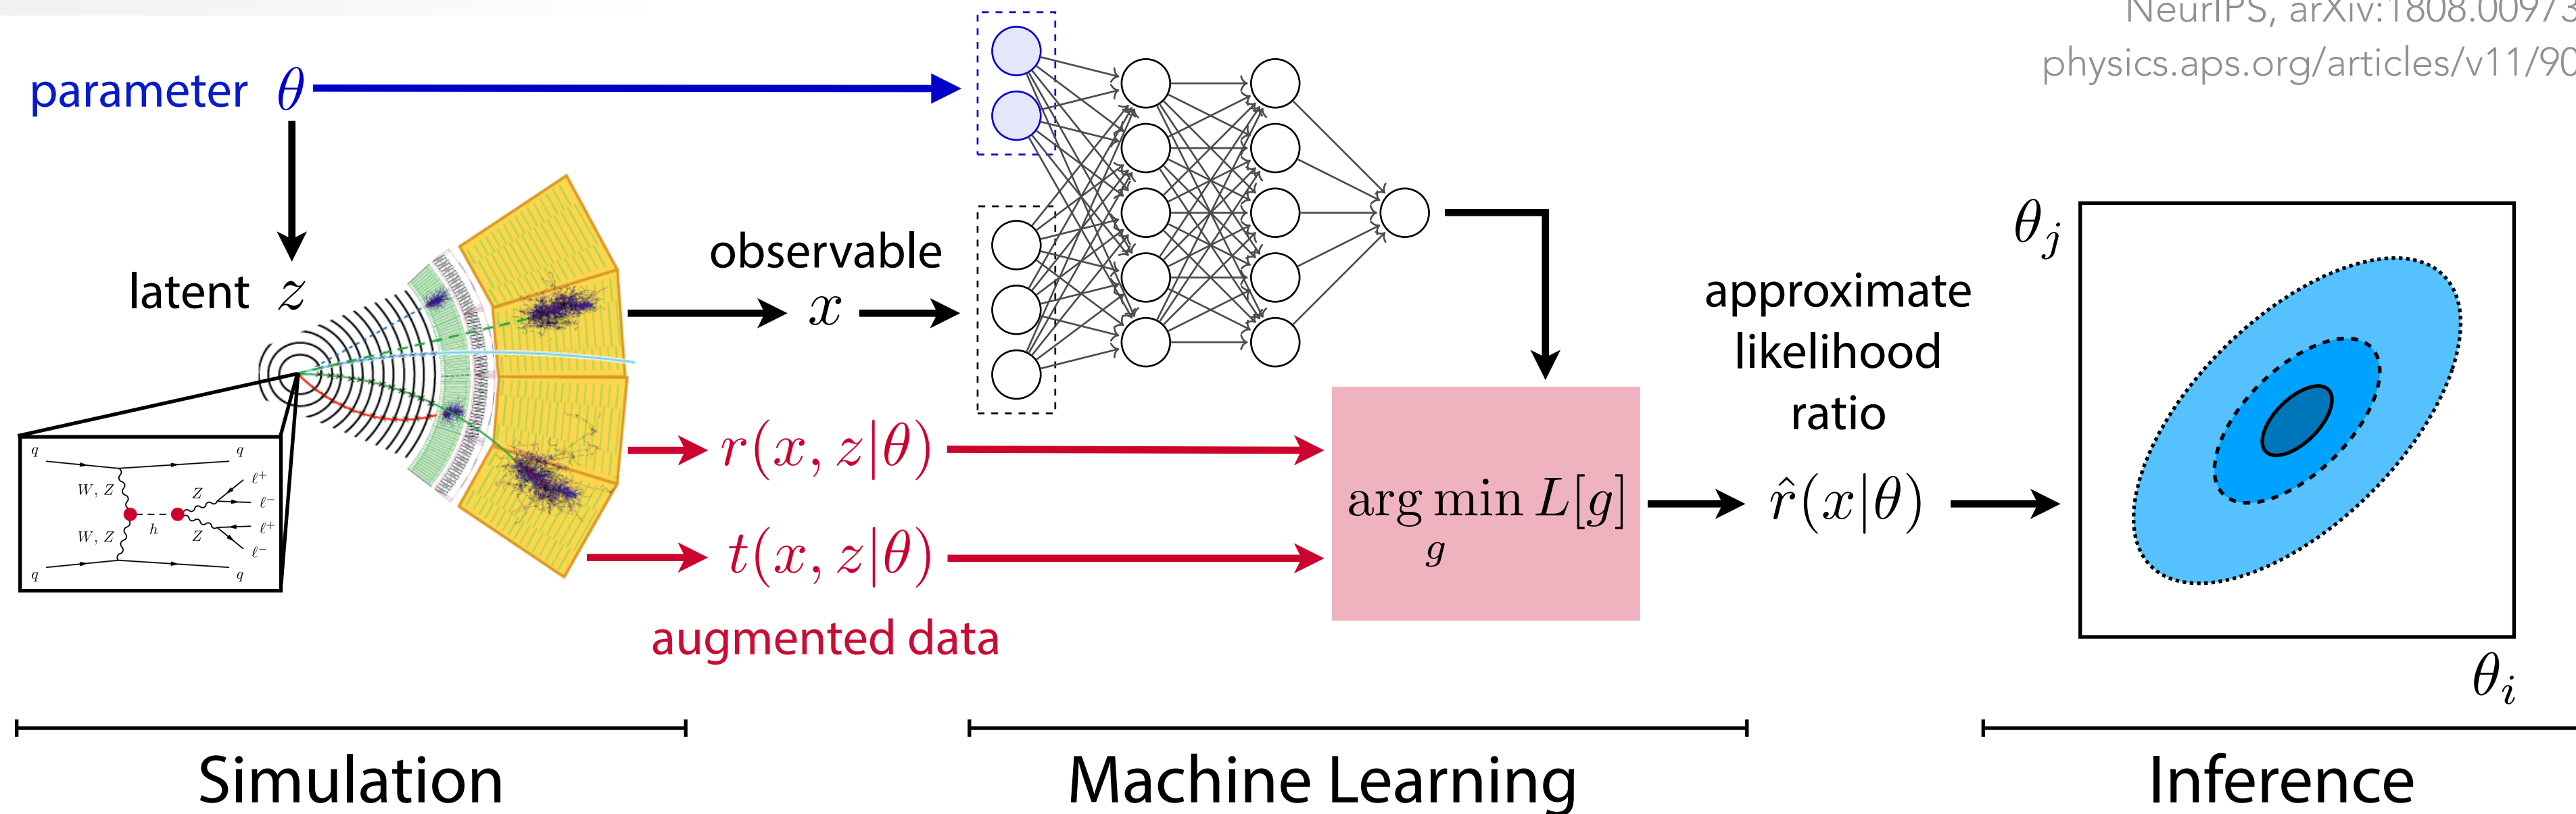 NeurIPS, arXiv:1808.00973
physics.aps.org/articles/v11/90
parameter θ
latent z
observable
x
r(x, z|θ)
t(x, z|θ)
augmented data
arg min L[g]
g
approximate
likelihood
ratio
r̂(x|θ)
θj
θi
q q
W, Z
Z
ℓ+
ℓ−
h
ℓ+
W, Z
Z
ℓ−
q q
Simulation
Machine Learning
Inference